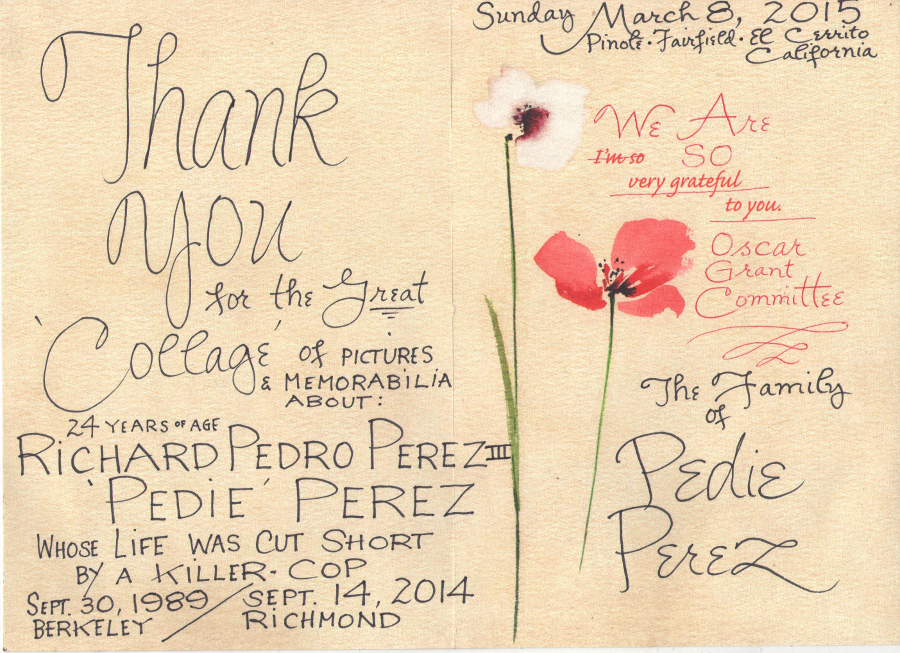 Thank
You
for the Great
'Collage' of PICTURES
& MEMORABILIA
ABOUT:
24 YEARS OF AGE
RICHARD PEDRO PEREZ III
'PEDIE' PEREZ
WHOSE LIFE WAS CUT SHORT
BY A KILLER-COP
SEPT. 30, 1989 / SEPT. 14, 2014
BERKELEY / RICHMOND
Sunday March 8, 2015
Pinole · Fairfield · El Cerrito
California
We Are
I'm so SO
very grateful
to you.
Oscar
Grant
Committee
The Family
of
Pedie
Perez